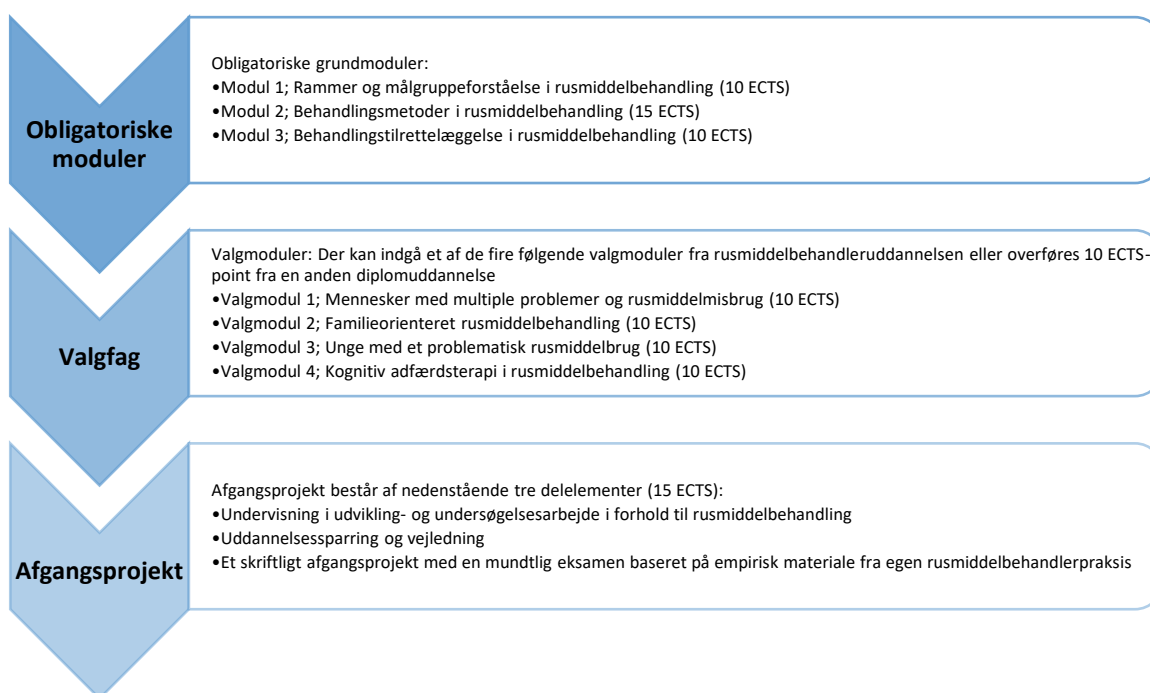 Obligatoriske
moduler
Obligatoriske grundmoduler:
•Modul 1; Rammer og målgruppeforståelse i rusmiddelbehandling (10 ECTS)
•Modul 2; Behandlingsmetoder i rusmiddelbehandling (15 ECTS)
•Modul 3; Behandlingstilrettelæggelse i rusmiddelbehandling (10 ECTS)
Valgfag
Valgmoduler: Der kan indgå et af de fire følgende valgmoduler fra rusmiddelbehandleruddannelsen eller overføres 10 ECTS-
point fra en anden diplomuddannelse
•Valgmodul 1; Mennesker med multiple problemer og rusmiddelmisbrug (10 ECTS)
•Valgmodul 2; Familieorienteret rusmiddelbehandling (10 ECTS)
•Valgmodul 3; Unge med et problematisk rusmiddelbrug (10 ECTS)
•Valgmodul 4; Kognitiv adfærdsterapi i rusmiddelbehandling (10 ECTS)
Afgangsprojekt
Afgangsprojekt består af nedenstående tre delelementer (15 ECTS):
•Undervisning i udvikling- og undersøgelsesarbejde i forhold til rusmiddelbehandling
•Uddannelsessparring og vejledning
•Et skriftligt afgangsprojekt med en mundtlig eksamen baseret på empirisk materiale fra egen rusmiddelbehandlerpraksis